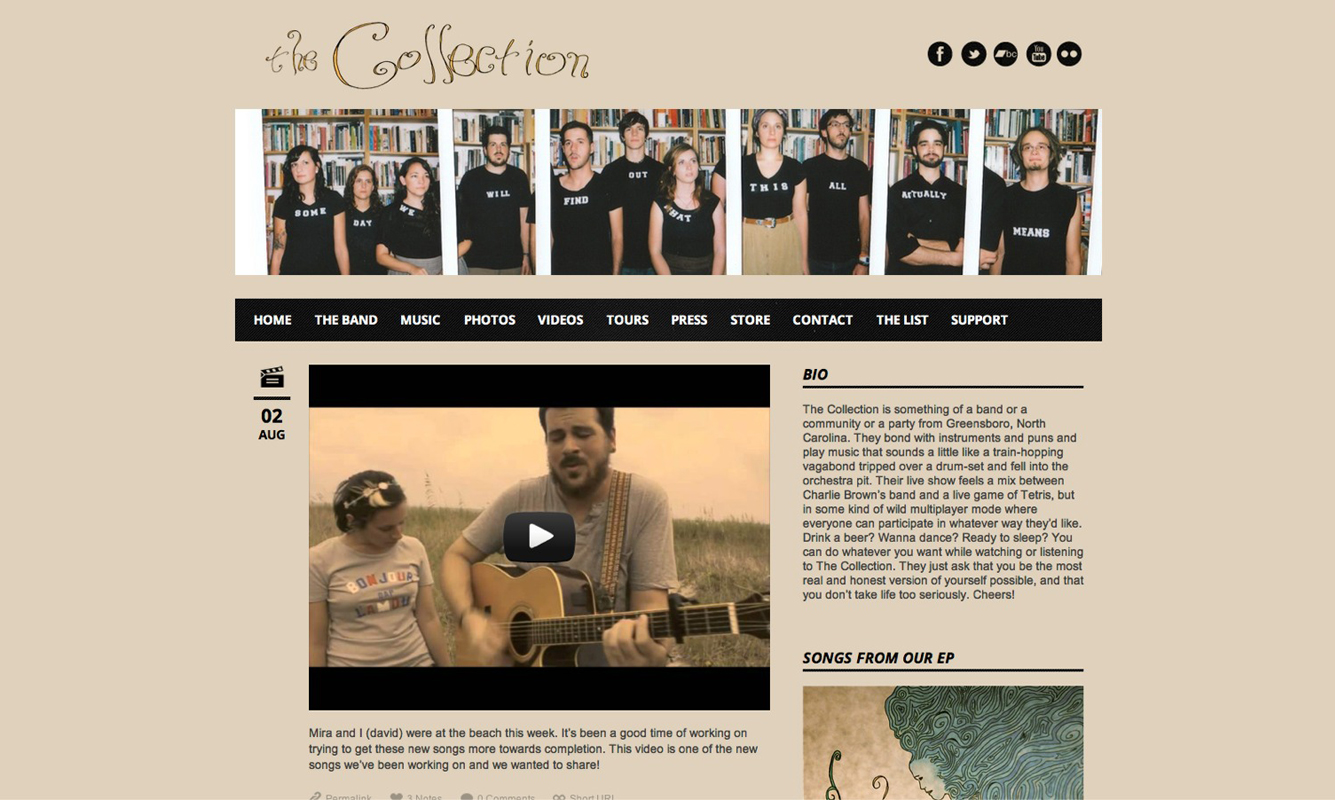 the Collection
bc
You
Tube
SOME
DAY
WE
WILL
FIND
OUT
WHAT
THIS
ALL
ACTUALLY
MEANS
HOME THE BAND MUSIC PHOTOS VIDEOS TOURS PRESS STORE CONTACT THE LIST SUPPORT
02
AUG
BONJOUR
Mira and I (david) were at the beach this week. It's been a good time of working on
trying to get these new songs more towards completion. This video is one of the new
songs we've been working on and we wanted to share!
Permalink 3 Notes 0 Comments Short URL
BIO
The Collection is something of a band or a
community or a party from Greensboro, North
Carolina. They bond with instruments and puns and
play music that sounds a little like a train-hopping
vagabond tripped over a drum-set and fell into the
orchestra pit. Their live show feels a mix between
Charlie Brown's band and a live game of Tetris, but
in some kind of wild multiplayer mode where
everyone can participate in whatever way they'd like.
Drink a beer? Wanna dance? Ready to sleep? You
can do whatever you want while watching or listening
to The Collection. They just ask that you be the most
real and honest version of yourself possible, and that
you don't take life too seriously. Cheers!
SONGS FROM OUR EP